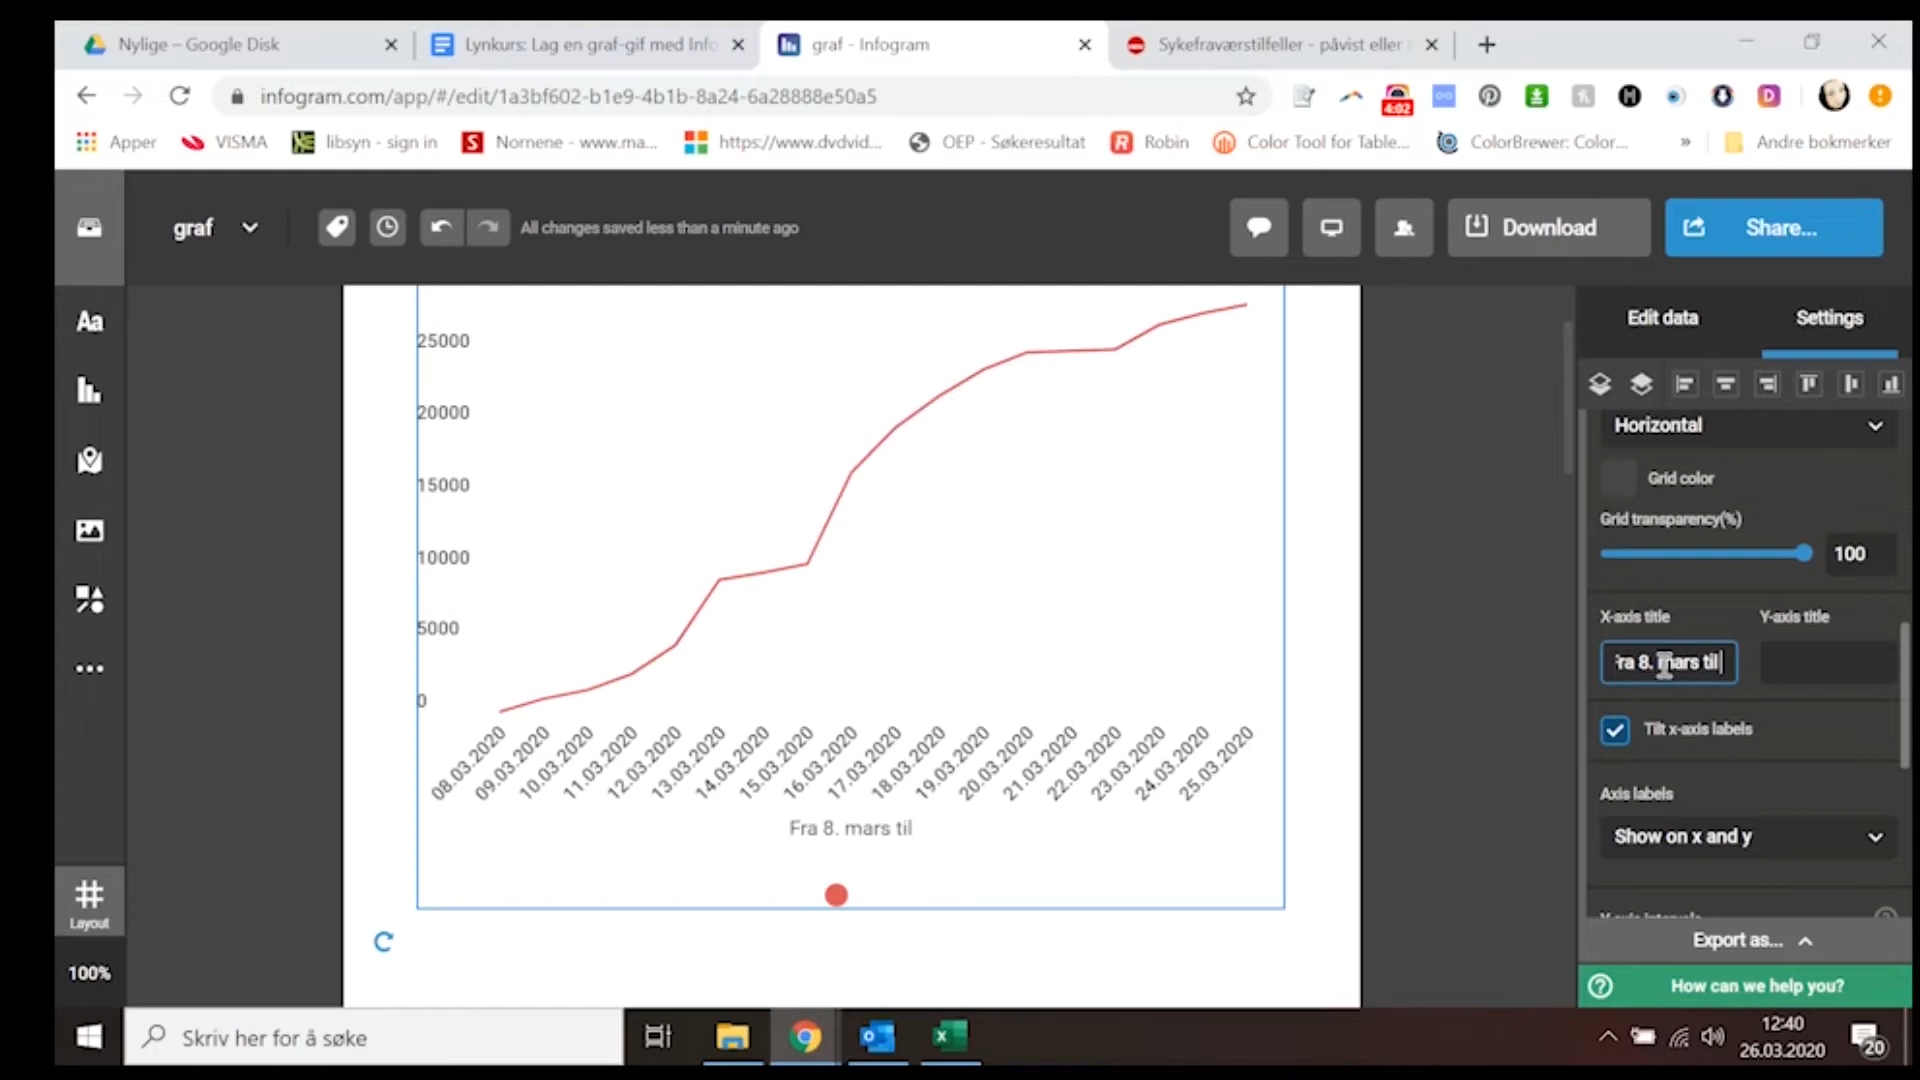 Nylige – Google Disk
Lynkurs: Lag en graf-gif med Info
graf - Infogram
Sykefraværstilfeller - påvist eller
infogram.com/app/#/edit/1a3bf602-b1e9-4b1b-8a24-6a28888e50a5
4:02
Apper
VISMA
libsyn - sign in
Nornene - www.ma...
https://www.dvdvid...
OEP - Søkeresultat
Robin
Color Tool for Table...
ColorBrewer: Color...
»
Andre bokmerker
graf
All changes saved less than a minute ago
Download
Share...
Aa
Edit data
Settings
25000
20000
15000
10000
5000
0
08.03.2020
09.03.2020
10.03.2020
11.03.2020
12.03.2020
13.03.2020
14.03.2020
15.03.2020
16.03.2020
17.03.2020
18.03.2020
19.03.2020
20.03.2020
21.03.2020
22.03.2020
23.03.2020
24.03.2020
25.03.2020
Fra 8. mars til
Horizontal
Grid color
Grid transparency(%)
100
X-axis title
Y-axis title
ra 8. mars til
Tilt x-axis labels
Axis labels
Show on x and y
Export as...
How can we help you?
Layout
100%
Skriv her for å søke
12:40
26.03.2020
20